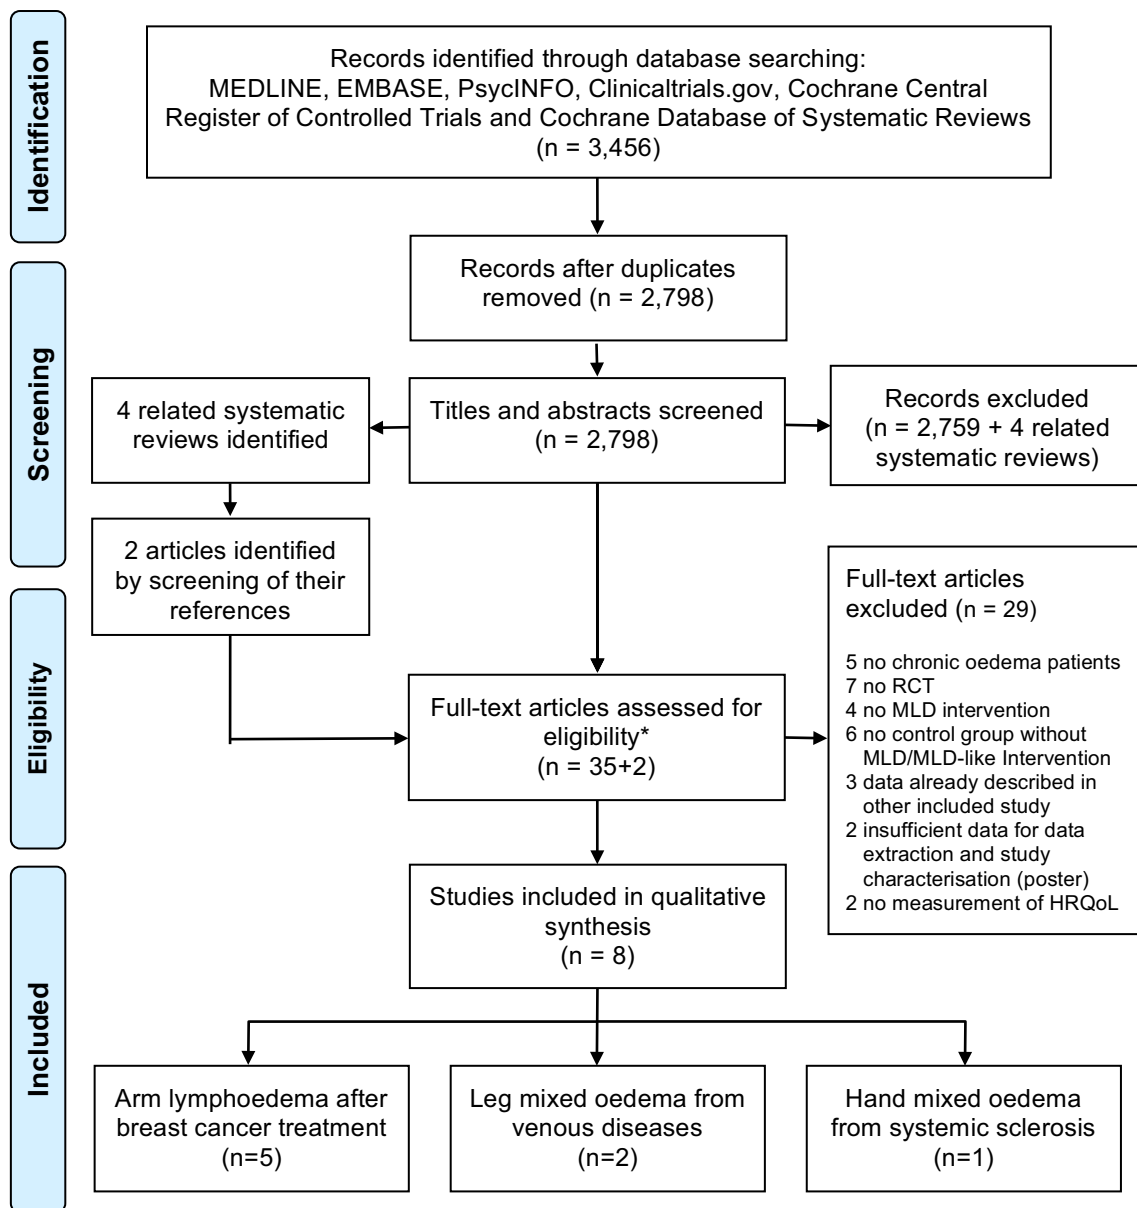 Identification
Records identified through database searching:
MEDLINE, EMBASE, PsycINFO, Clinicaltrials.gov, Cochrane Central
Register of Controlled Trials and Cochrane Database of Systematic Reviews
(n = 3,456)
Records after duplicates
removed (n = 2,798)
Screening
4 related systematic
reviews identified
Titles and abstracts screened
(n = 2,798)
Records excluded
(n = 2,759 + 4 related
systematic reviews)
2 articles identified
by screening of their
references
Eligibility
Full-text articles assessed for
eligibility*
(n = 35+2)
Full-text articles
excluded (n = 29)
5 no chronic oedema patients
7 no RCT
4 no MLD intervention
6 no control group without
MLD/MLD-like Intervention
3 data already described in
other included study
2 insufficient data for data
extraction and study
characterisation (poster)
2 no measurement of HRQoL
Included
Studies included in qualitative
synthesis
(n = 8)
Arm lymphoedema after
breast cancer treatment
(n=5)
Leg mixed oedema from
venous diseases
(n=2)
Hand mixed oedema
from systemic sclerosis
(n=1)